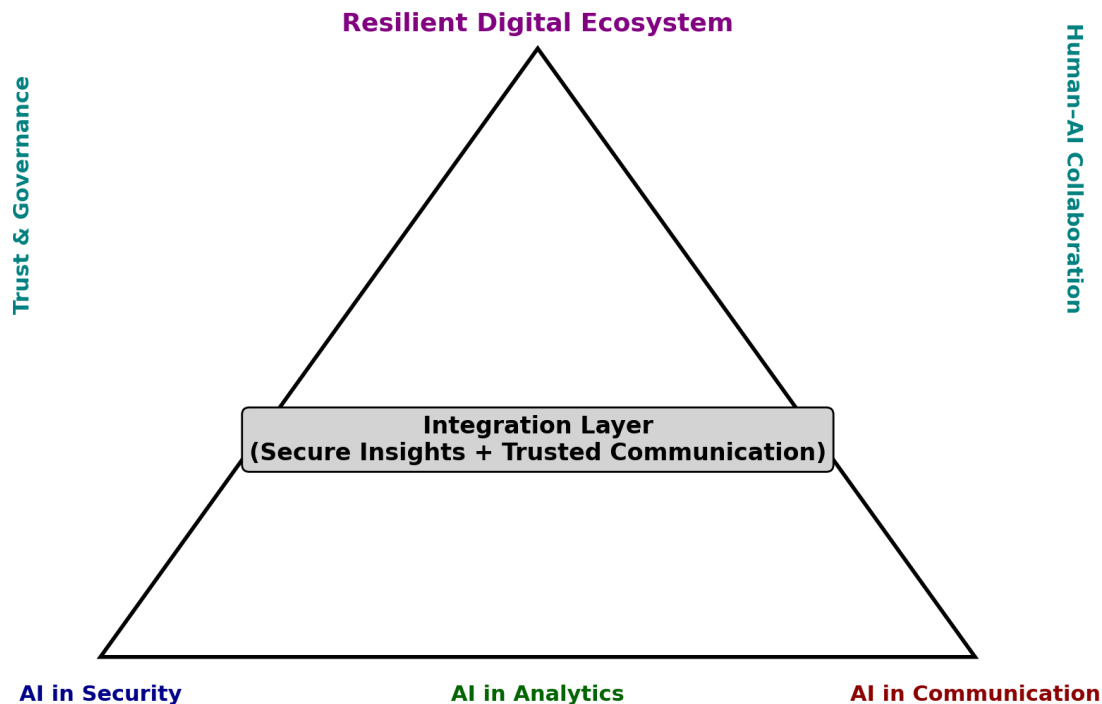 Resilient Digital Ecosystem
Trust & Governance
Human–AI Collaboration
Integration Layer
(Secure Insights + Trusted Communication)
AI in Security
AI in Analytics
AI in Communication